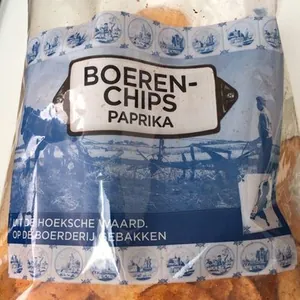 BOEREN-
CHIPS
PAPRIKA
UIT DE HOEKSCHE WAARD.
OP DE BOERDERIJ GEBAKKEN